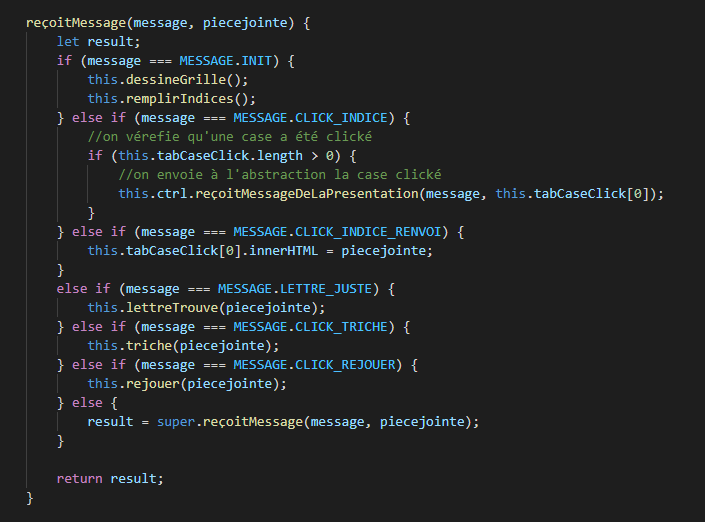 reçoitMessage(message, piecejointe) {
    let result;
    if (message === MESSAGE.INIT) {
        this.dessineGrille();
        this.remplirIndices();
    } else if (message === MESSAGE.CLICK_INDICE) {
        //on vérefie qu'une case a été clické
        if (this.tabCaseClick.length > 0) {
            //on envoie à l'abstraction la case clické
            this.ctrl.reçoitMessageDeLaPresentation(message, this.tabCaseClick[0]);
        }
    } else if (message === MESSAGE.CLICK_INDICE_RENVOI) {
        this.tabCaseClick[0].innerHTML = piecejointe;
    }
    else if (message === MESSAGE.LETTRE_JUSTE) {
        this.lettreTrouve(piecejointe);
    } else if (message === MESSAGE.CLICK_TRICHE) {
        this.triche(piecejointe);
    } else if (message === MESSAGE.CLICK_REJOUER) {
        this.rejouer(piecejointe);
    } else {
        result = super.reçoitMessage(message, piecejointe);
    }

    return result;
}